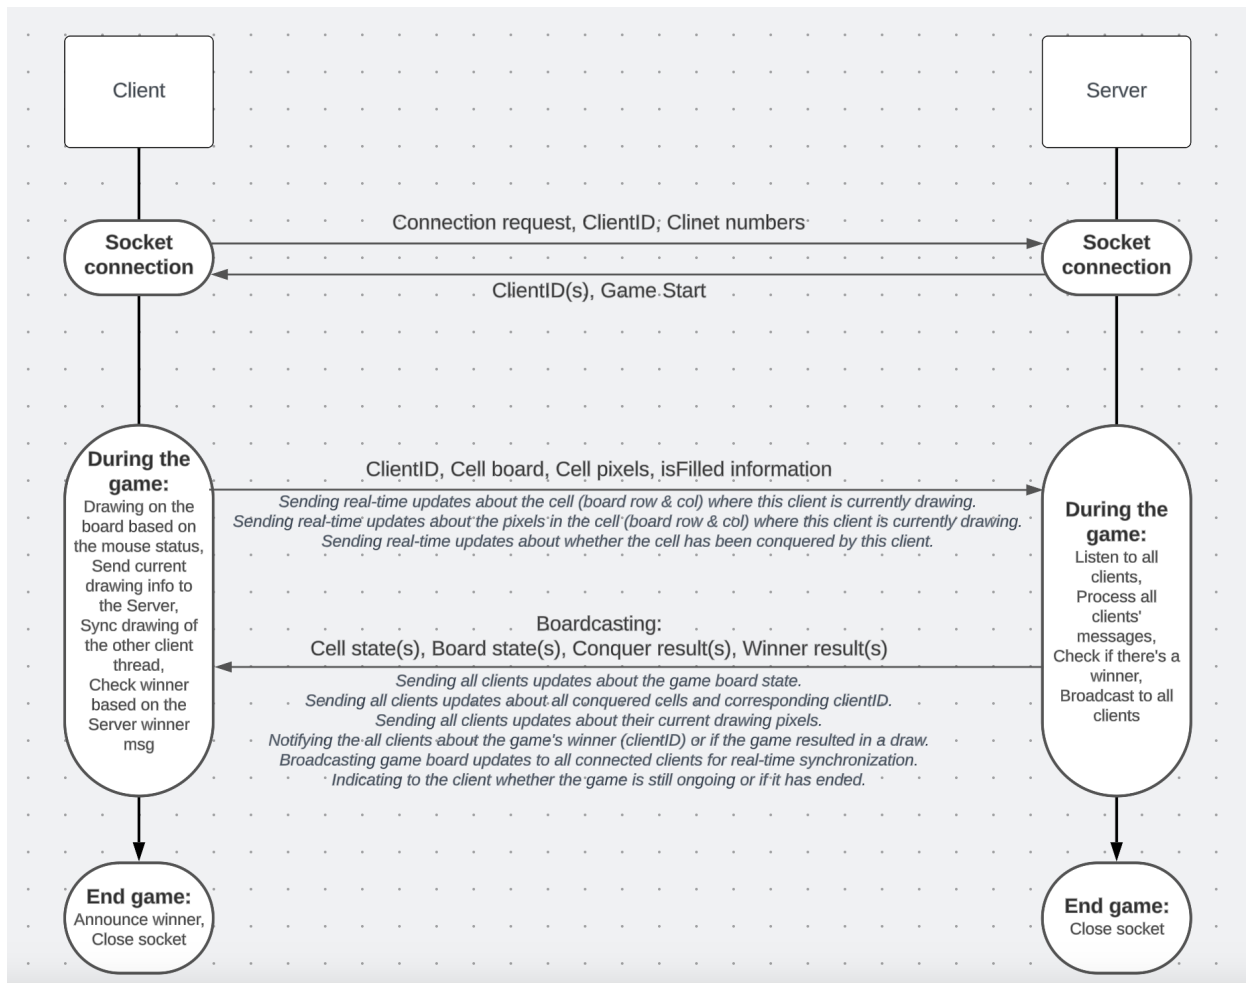 Client
Server
Connection request, ClientID, Clinet numbers
Socket
connection
Socket
connection
ClientID(s), Game Start
During the
game:
Drawing on the
board based on
the mouse status,
Send current
drawing info to
the Server,
Sync drawing of
the other client
thread,
Check winner
based on the
Server winner
msg
ClientID, Cell board, Cell pixels, isFilled information
Sending real-time updates about the cell (board row & col) where this client is currently drawing.
Sending real-time updates about the pixels in the cell (board row & col) where this client is currently drawing.
Sending real-time updates about whether the cell has been conquered by this client.
Boardcasting:
Cell state(s), Board state(s), Conquer result(s), Winner result(s)
Sending all clients updates about the game board state.
Sending all clients updates about all conquered cells and corresponding clientID.
Sending all clients updates about their current drawing pixels.
Notifying the all clients about the game's winner (clientID) or if the game resulted in a draw.
Broadcasting game board updates to all connected clients for real-time synchronization.
Indicating to the client whether the game is still ongoing or if it has ended.
During the
game:
Listen to all
clients,
Process all
clients'
messages,
Check if there's a
winner,
Broadcast to all
clients
End game:
Announce winner,
Close socket
End game:
Close socket